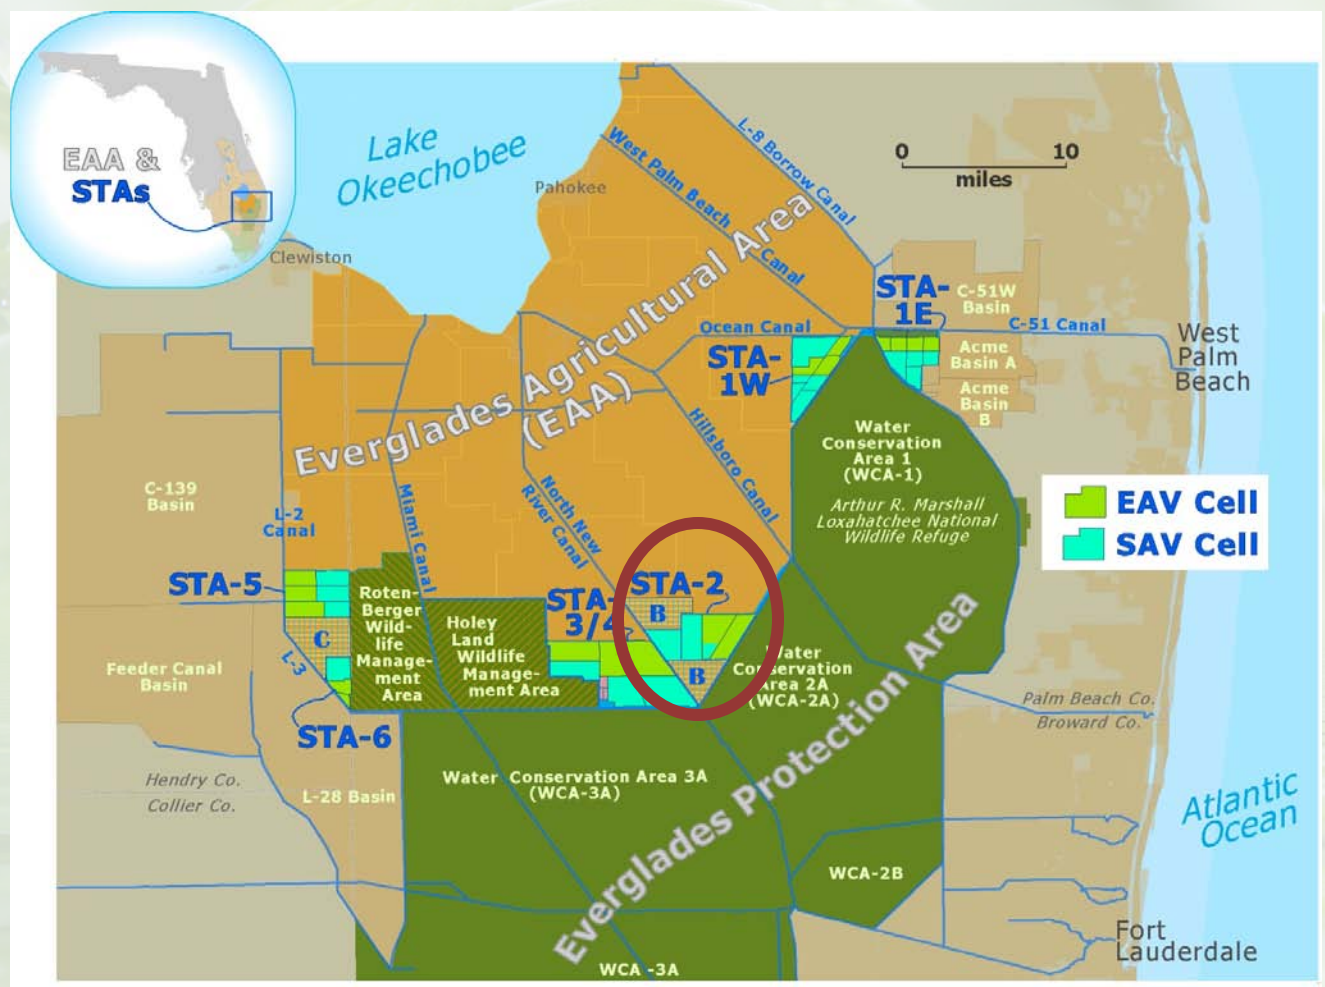 EAA &
STAs
Lake
Okeechobee
Pahokee
Clewiston
West Palm Beach
Canal
L-8 Borrow Canal
0 10
miles
Everglades Agricultural Area
(EAA)
Ocean Canal
STA-
1W
STA-
1E
C-51W
Basin
C-51 Canal
Acme
Basin A
Acme
Basin
B
West
Palm
Beach
Hillsboro Canal
Water
Conservation
Area 1
(WCA-1)
Arthur R. Marshall
Loxahatchee National
Wildlife Refuge
EAV Cell
SAV Cell
C-139
Basin
L-2
Canal
Miami Canal
North New
River Canal
STA-5
C
L-3
Roten-
Berger
Wild-
life
Manage-
ment
Area
Holey
Land
Wildlife
Manage-
ment Area
STA-
3/4
STA-2
B
B
Water
Conservation
Area 2A
(WCA-2A)
Feeder Canal
Basin
STA-6
Palm Beach Co.
Broward Co.
Hendry Co.
Collier Co.
L-28 Basin
Water Conservation Area 3A
(WCA-3A)
Everglades Protection Area
WCA-2B
Atlantic
Ocean
Fort
Lauderdale
WCA -3A